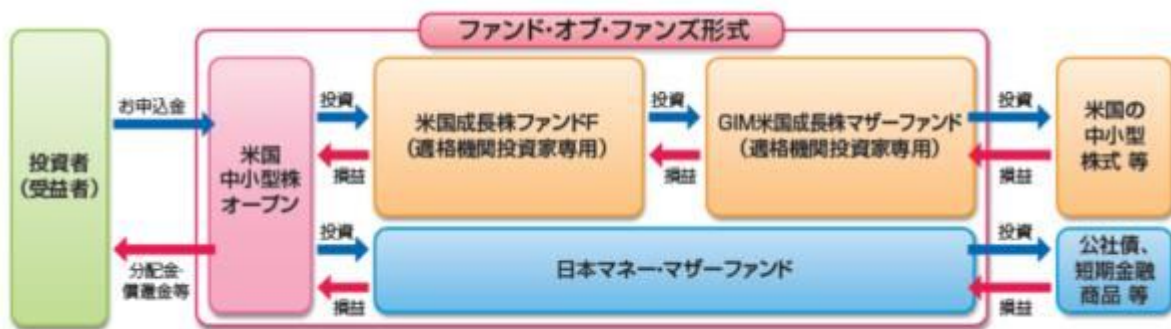 ファンド・オブ・ファンズ形式
投資者
(受益者)
お申込金
分配金・
償還金等
米国
中小型株
オープン
投資
損益
米国成長株ファンドF
(適格機関投資家専用)
投資
損益
GIM米国成長株マザーファンド
(適格機関投資家専用)
投資
損益
米国の
中小型
株式 等
投資
損益
日本マネー・マザーファンド
投資
損益
公社債、
短期金融
商品 等